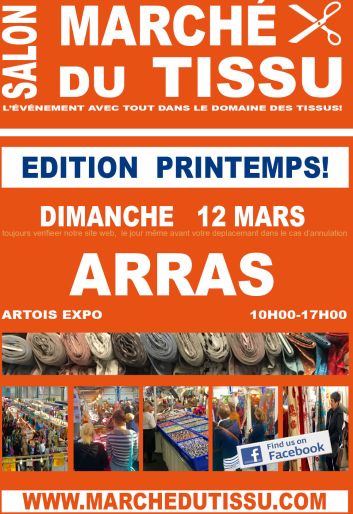 SALON
MARCHÉ
DU TISSU
L'ÉVÉNEMENT AVEC TOUT DANS LE DOMAINE DES TISSUS!
EDITION PRINTEMPS!
DIMANCHE 12 MARS
toujours verifieer notre site web, le jour même avant votre deplacement dans le cas d'annulation
ARRAS
ARTOIS EXPO 10H00-17H00
Find us on
Facebook
WWW.MARCHEDUTISSU.COM